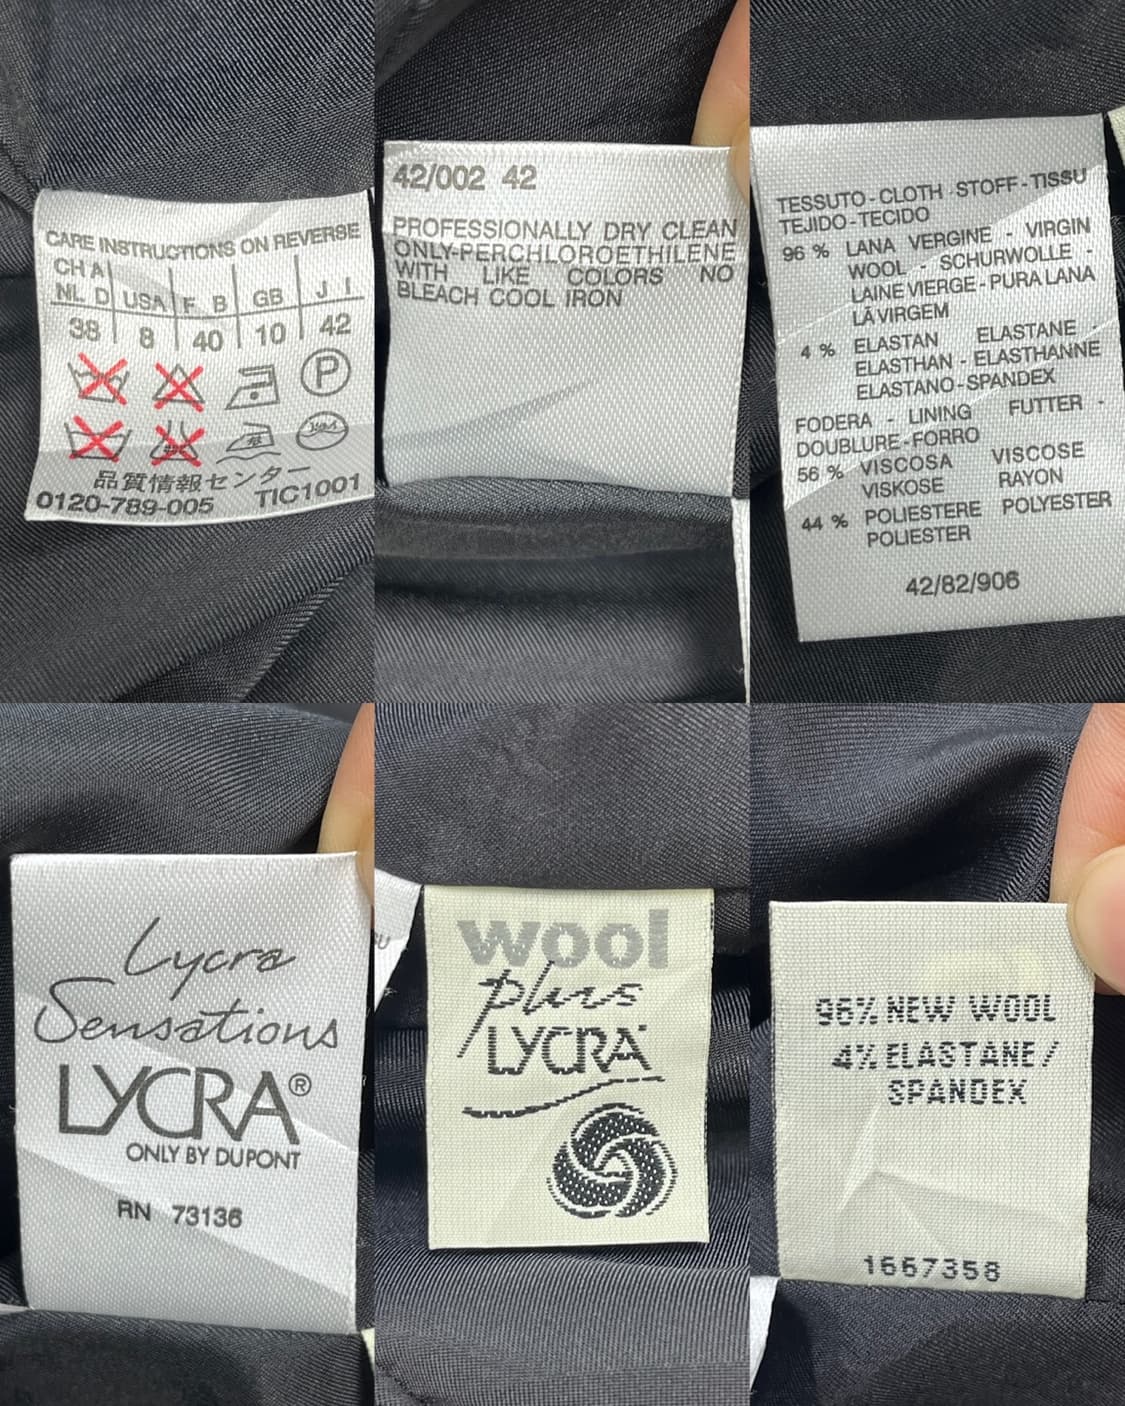 CARE INSTRUCTIONS ON REVERSE
CH A
NL D USA F B GB J I
38 8 40 10 42
P
品質情報センター
0120-789-005 TIC1001
42/002 42
PROFESSIONALLY DRY CLEAN
ONLY-PERCHLOROETHILENE
WITH LIKE COLORS NO
BLEACH COOL IRON
TESSUTO-CLOTH-STOFF-TISSU
TEJIDO-TECIDO
96 % LANA VERGINE - VIRGIN
WOOL - SCHURWOLLE -
LAINE VIERGE - PURA LANA
LÃ VIRGEM
4 % ELASTAN ELASTANE
ELASTHAN - ELASTHANNE
ELASTANO-SPANDEX
FODERA - LINING FUTTER -
DOUBLURE-FORRO
56 % VISCOSA VISCOSE
VISKOSE RAYON
44 % POLIESTERE POLYESTER
POLIESTER
42/82/906
Lycra
Sensations
LYCRA®
ONLY BY DUPONT
RN 73136
wool
plus
LYCRA
96% NEW WOOL
4% ELASTANE/
SPANDEX
1667358